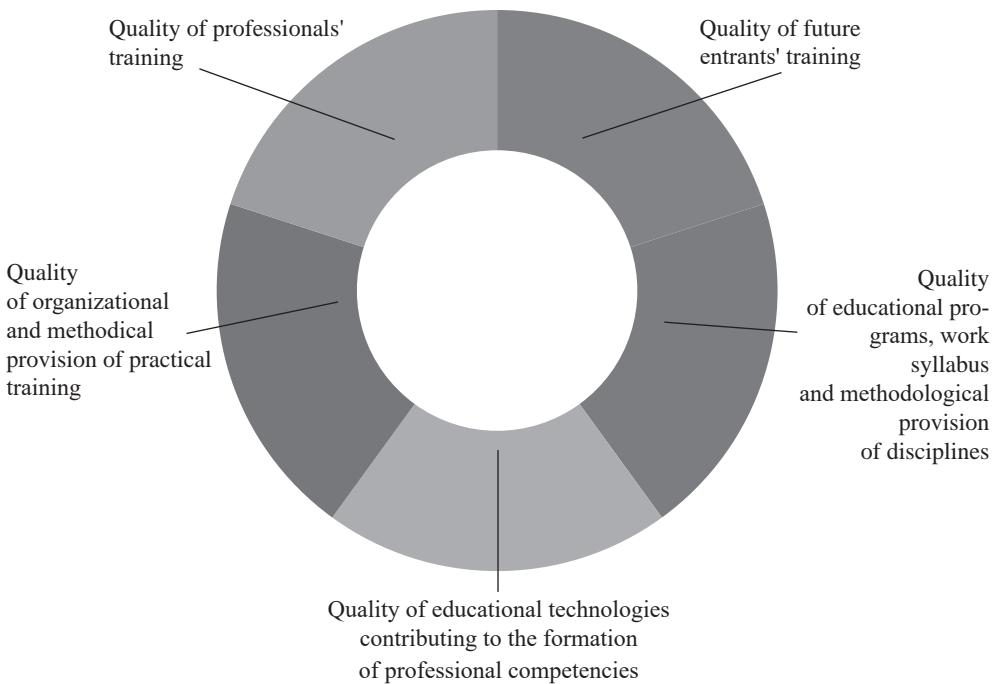 Quality of professionals'
training
Quality of future
entrants' training
Quality
of organizational
and methodical
provision of practical
training
Quality
of educational pro-
grams, work
syllabus
and methodological
provision
of disciplines
Quality of educational technologies
contributing to the formation
of professional competencies